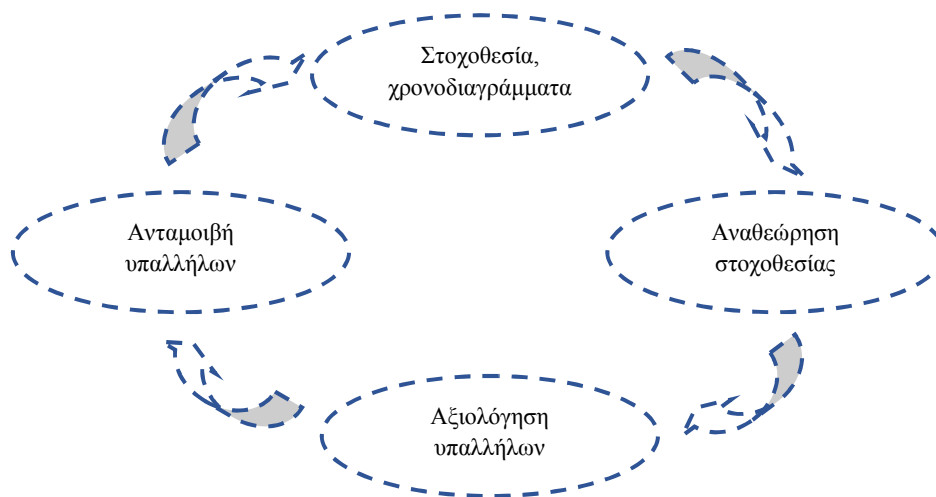 Στοχοθεσία,
χρονοδιαγράμματα
Ανταμοιβή
υπαλλήλων
Αναθεώρηση
στοχοθεσίας
Αξιολόγηση
υπαλλήλων